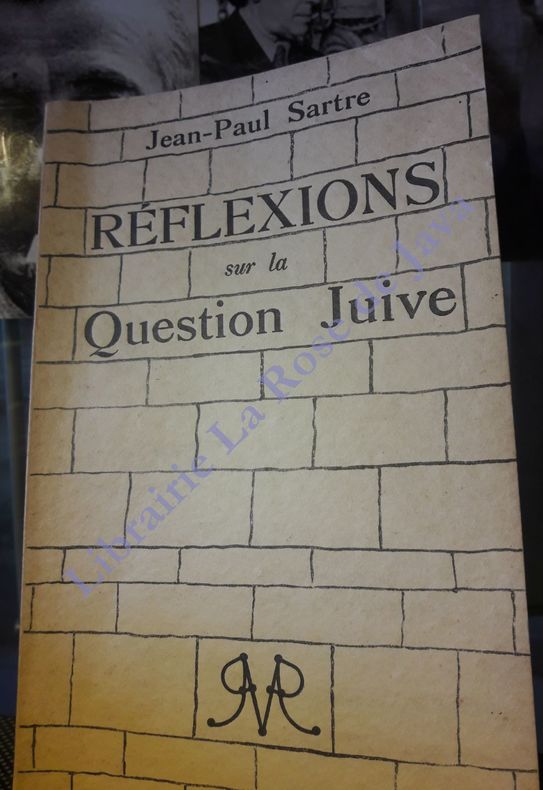 Jean-Paul Sartre
RÉFLEXIONS
sur la
Question Juive
Librairie La Rose de Java